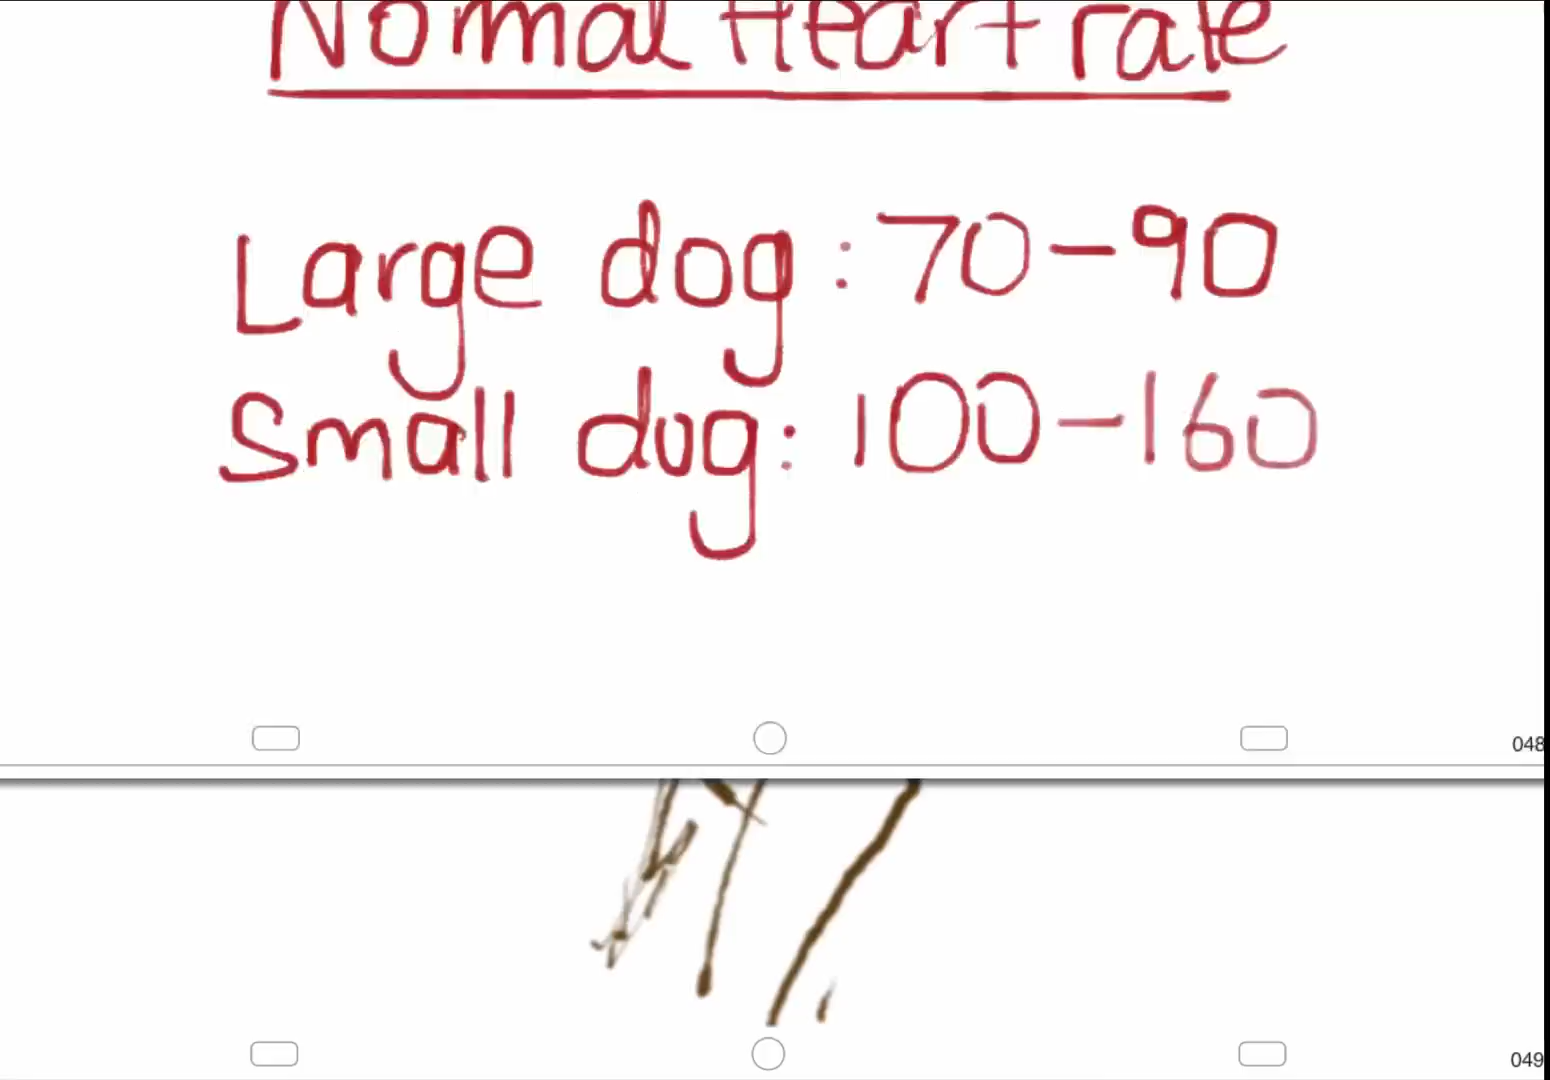 Normal Heart rate
Large dog : 70-90
Small dog : 100-160
048
049